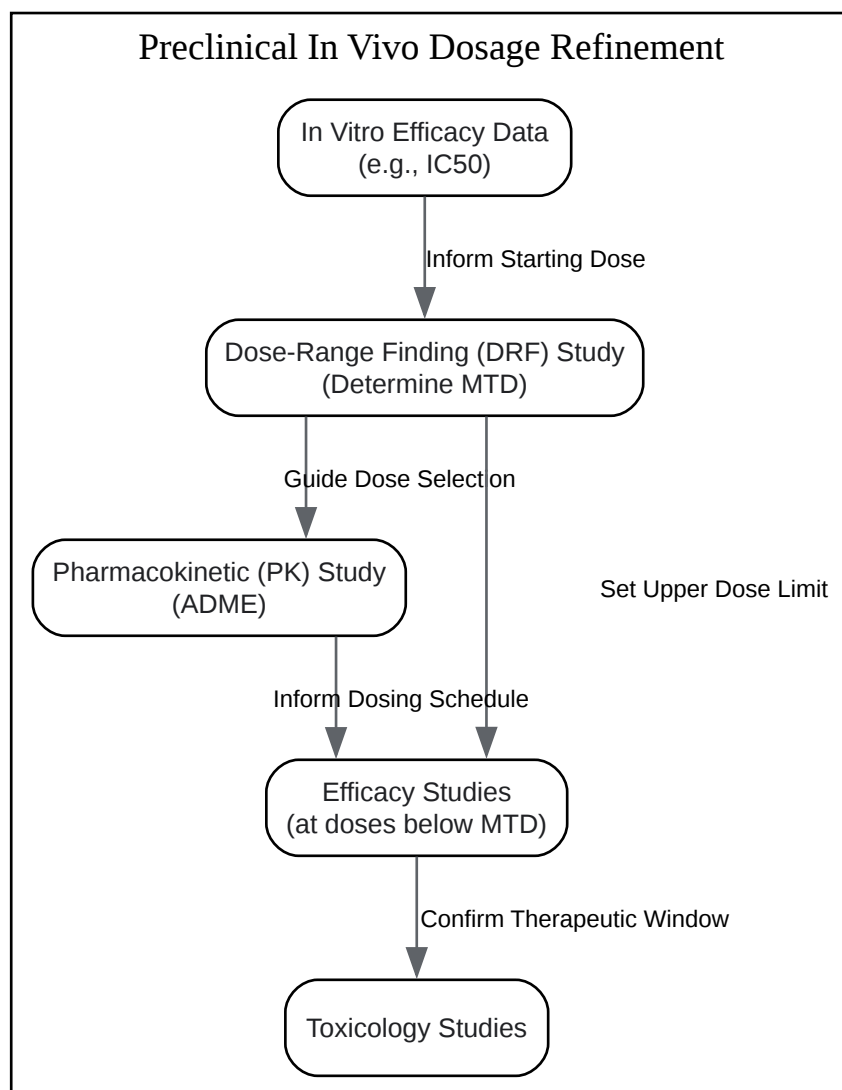 Preclinical In Vivo Dosage Refinement
In Vitro Efficacy Data
(e.g., IC50)
Inform Starting Dose
Dose-Range Finding (DRF) Study
(Determine MTD)
Guide Dose Selection
Pharmacokinetic (PK) Study
(ADME)
Set Upper Dose Limit
Inform Dosing Schedule
Efficacy Studies
(at doses below MTD)
Confirm Therapeutic Window
Toxicology Studies